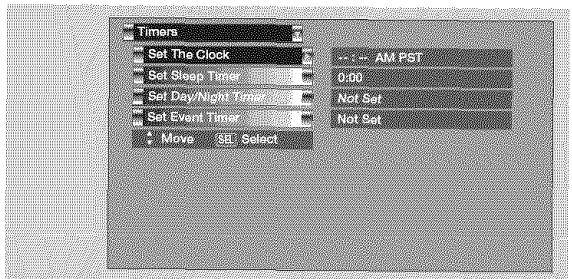 Timers
Set The Clock
-- : -- AM PST
Set Sleep Timer
0:00
Set Day/Night Timer
Not Set
Set Event Timer
Not Set
Move SEL Select